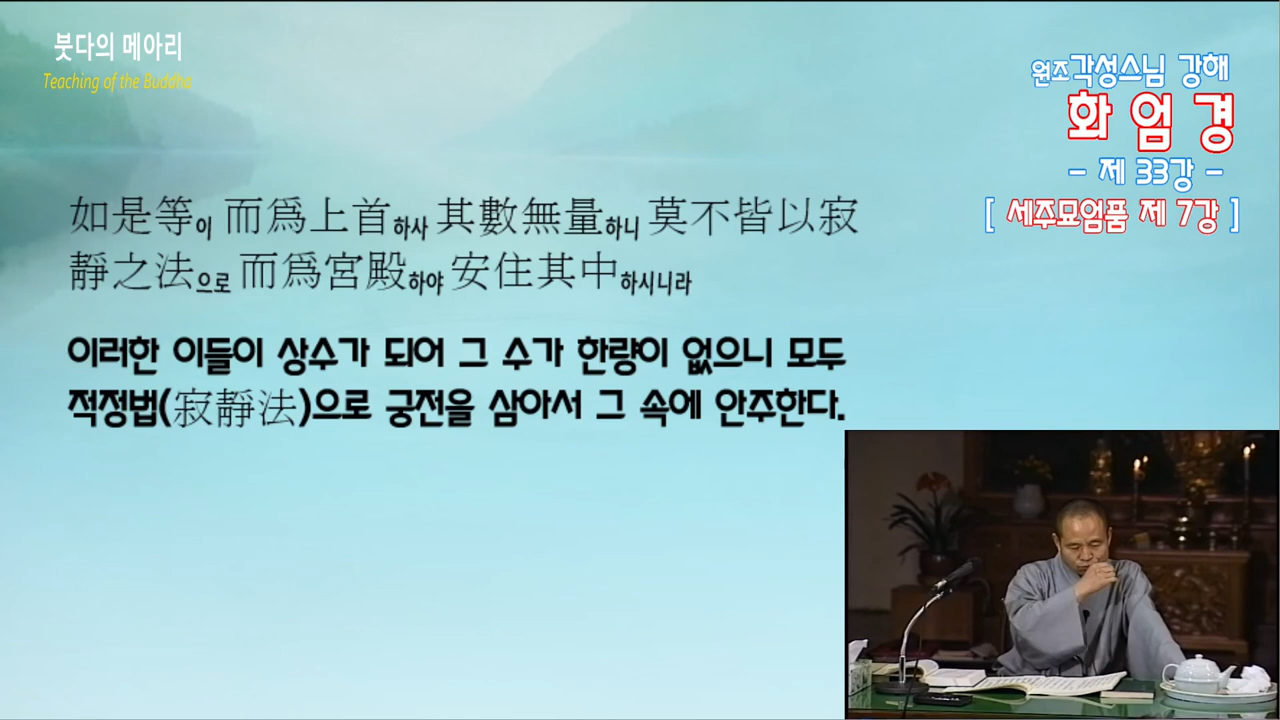 붓다의 메아리
Teaching of the Buddha
원조각성스님 강해
화엄경
- 제 33강 -
[ 세주묘엄품 제 7강 ]
如是等이 而爲上首하사 其數無量하니 莫不皆以寂
靜之法으로 而爲宮殿하야 安住其中하시니라
이러한 이들이 상수가 되어 그 수가 한량이 없으니 모두
적정법(寂靜法)으로 궁전을 삼아서 그 속에 안주한다.